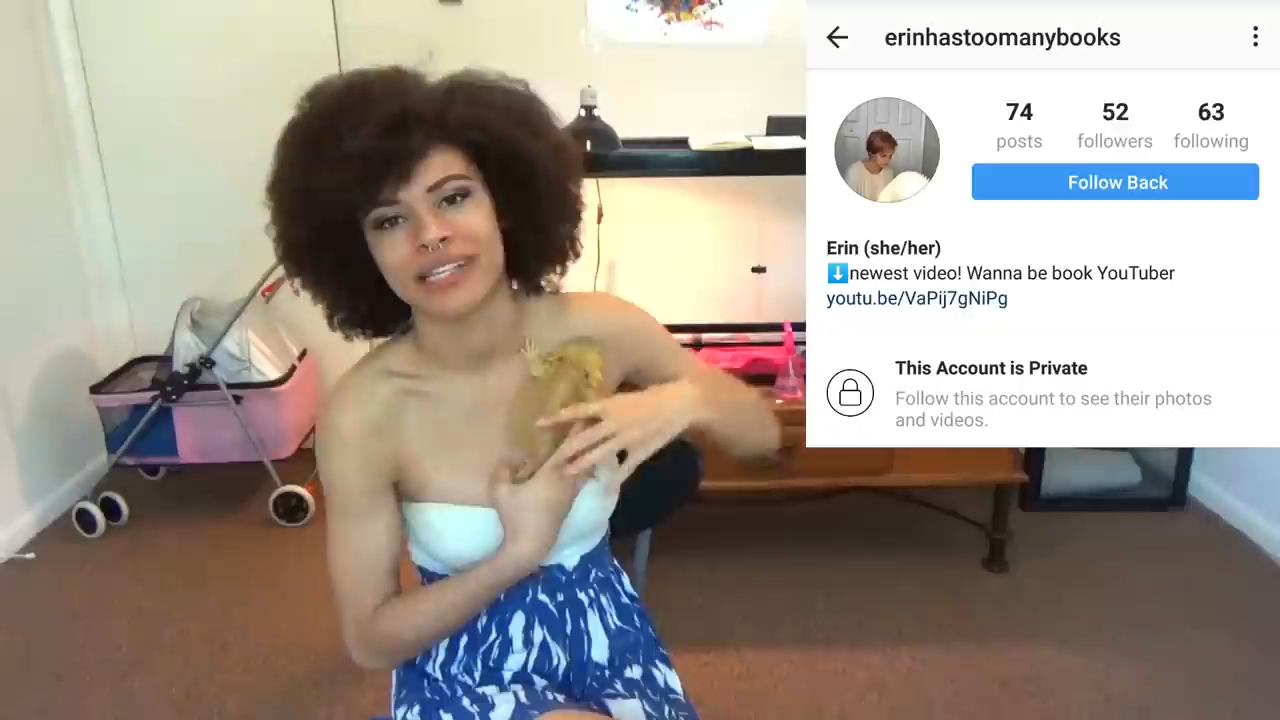 erinhastoomanybooks
74 52 63
posts followers following
Follow Back
Erin (she/her)
⬇️newest video! Wanna be book YouTuber
youtu.be/VaPij7gNiPg
This Account is Private
Follow this account to see their photos
and videos.